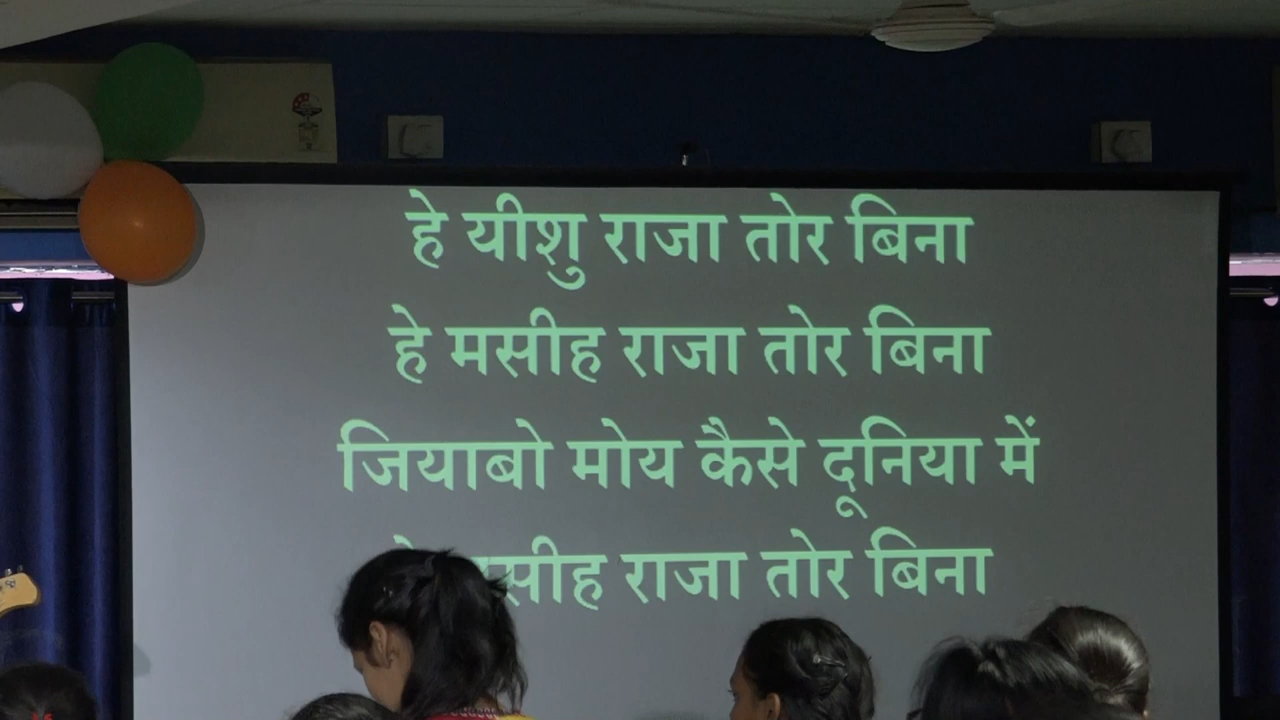 हे यीशु राजा तोर बिना
हे मसीह राजा तोर बिना
जियाबो मोय कैसे दूनिया में
राजा तोर बिना